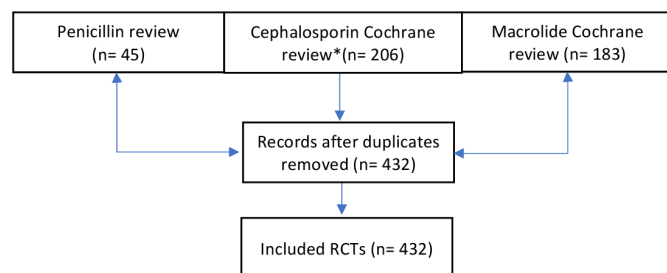 Penicillin review
(n= 45)
Cephalosporin Cochrane
review*(n= 206)
Macrolide Cochrane
review (n= 183)
Records after duplicates
removed (n= 432)
Included RCTs (n= 432)